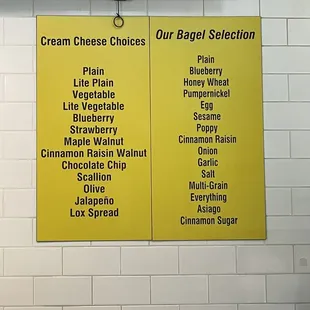 Cream Cheese Choices
Plain
Lite Plain
Vegetable
Lite Vegetable
Blueberry
Strawberry
Maple Walnut
Cinnamon Raisin Walnut
Chocolate Chip
Scallion
Olive
Jalapeño
Lox Spread
Our Bagel Selection
Plain
Blueberry
Honey Wheat
Pumpernickel
Egg
Sesame
Poppy
Cinnamon Raisin
Onion
Garlic
Salt
Multi-Grain
Everything
Asiago
Cinnamon Sugar